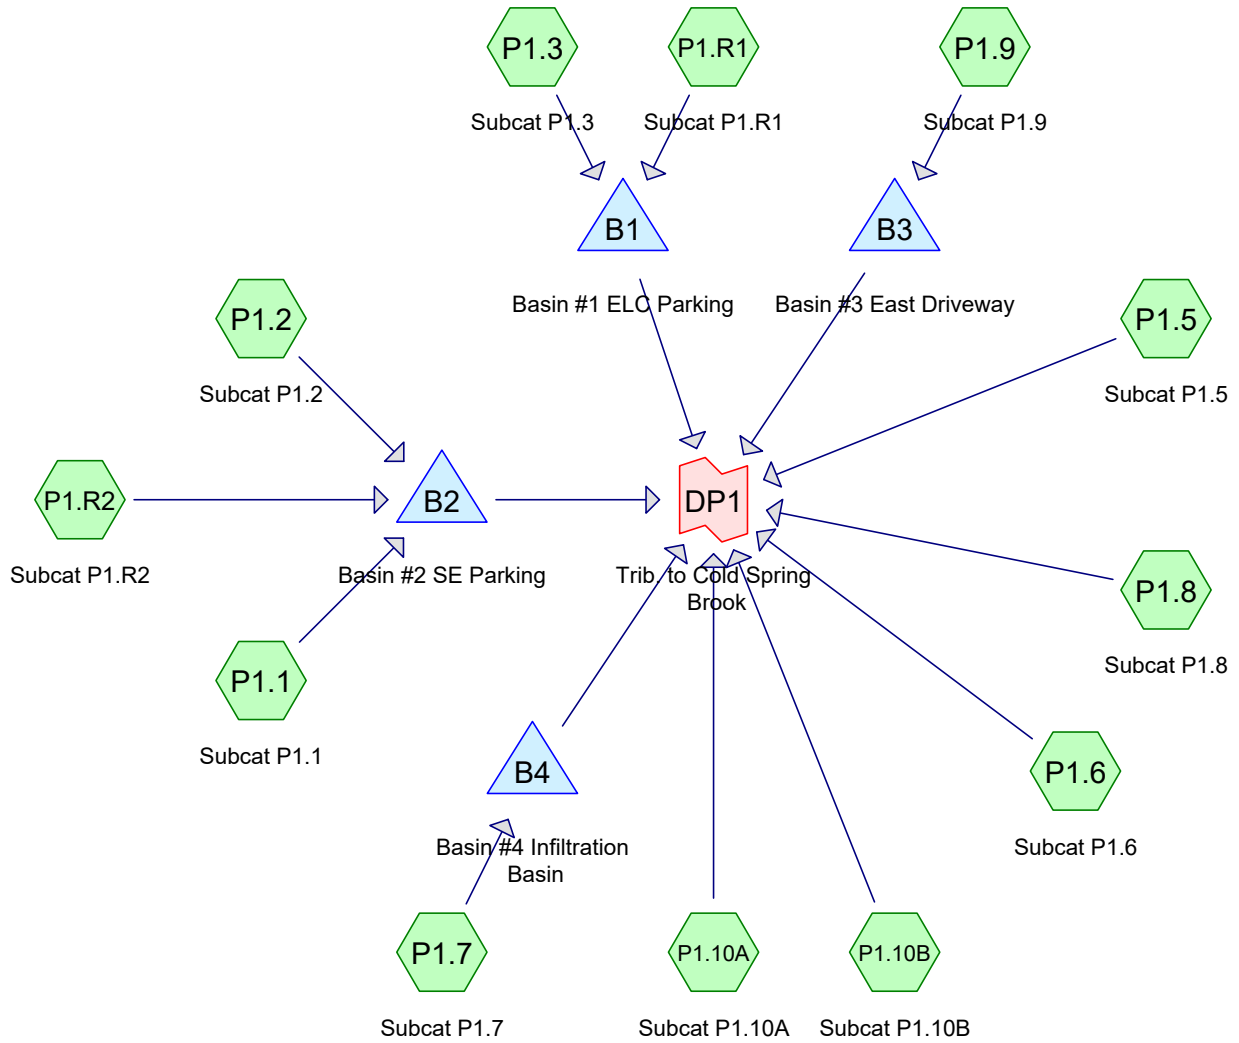 P1.3
P1.R1
P1.9
Subcat P1.3
Subcat P1.R1
Subcat P1.9
B1
B3
Basin #1 ELC Parking
Basin #3 East Driveway
P1.2
P1.5
Subcat P1.2
Subcat P1.5
P1.R2
B2
DP1
Subcat P1.R2
Basin #2 SE Parking
Trib. to Cold Spring
Brook
P1.8
Subcat P1.8
P1.1
Subcat P1.1
B4
P1.6
Basin #4 Infiltration
Basin
Subcat P1.6
P1.7
P1.10A
P1.10B
Subcat P1.7
Subcat P1.10A
Subcat P1.10B